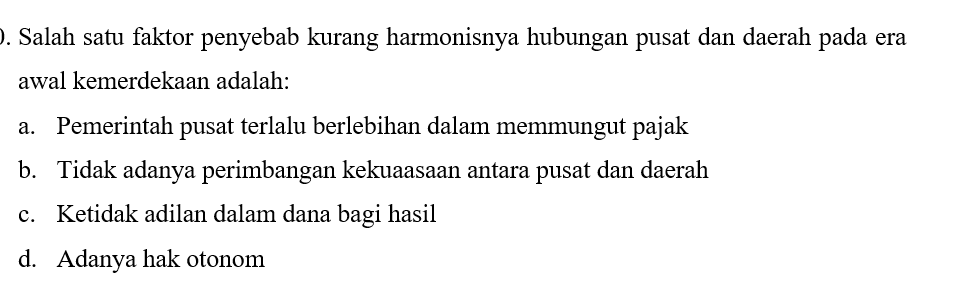 ). Salah satu faktor penyebab kurang harmonisnya hubungan pusat dan daerah pada era
awal kemerdekaan adalah:
a. Pemerintah pusat terlalu berlebihan dalam memmungut pajak
b. Tidak adanya perimbangan kekuaasaan antara pusat dan daerah
c. Ketidak adilan dalam dana bagi hasil
d. Adanya hak otonom